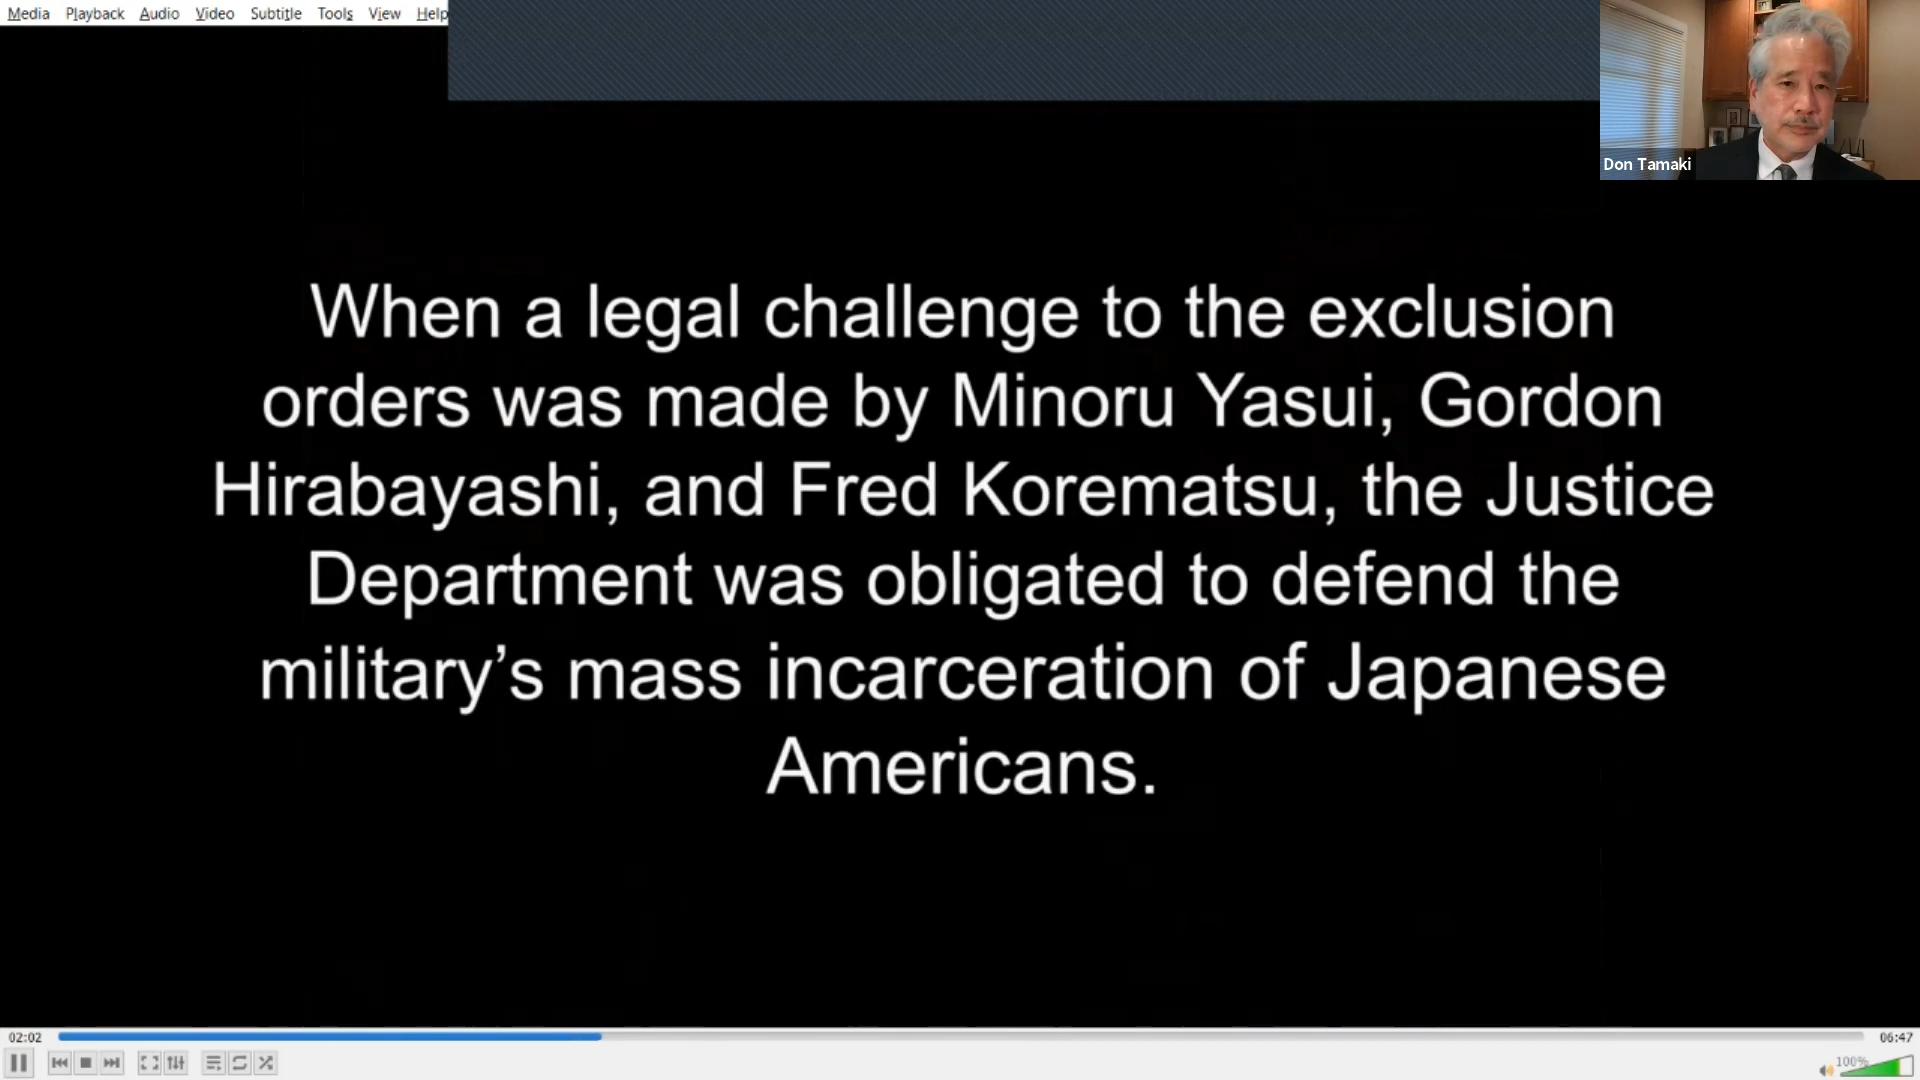 Media Playback Audio Video Subtitle Tools View Help
Don Tamaki
When a legal challenge to the exclusion
orders was made by Minoru Yasui, Gordon
Hirabayashi, and Fred Korematsu, the Justice
Department was obligated to defend the
military’s mass incarceration of Japanese
Americans.
02:02 06:47
100%